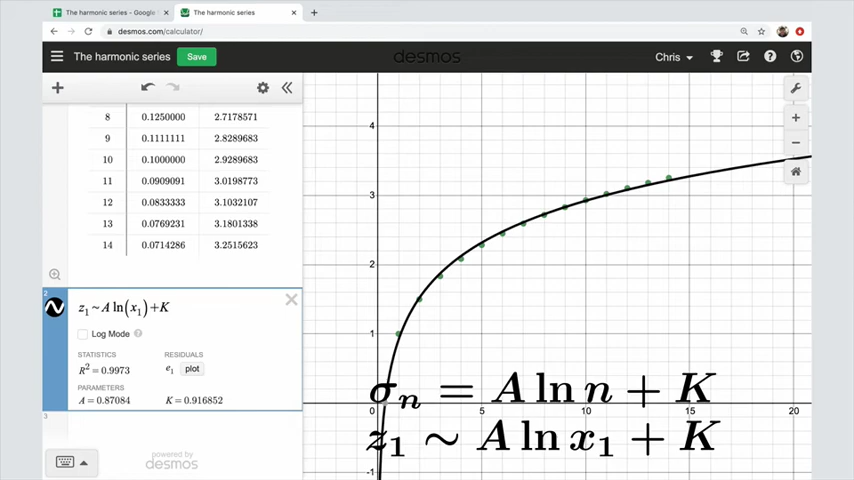 The harmonic series - Google
The harmonic series
desmos.com/calculator/
The harmonic series
Save
desmos
Chris
8 0.1250000 2.7178571
9 0.1111111 2.8289683
10 0.1000000 2.9289683
11 0.0909091 3.0198773
12 0.0833333 3.1032107
13 0.0769231 3.1801338
14 0.0714286 3.2515623
2
z₁ ~ A ln(x₁) + K
Log Mode
STATISTICS RESIDUALS
R² = 0.9973 e₁ plot
PARAMETERS
A = 0.87084 K = 0.916852
3
powered by
desmos
4
3
2
1
0 5 10 15 20
-1
σₙ = A ln n + K
z₁ ~ A ln x₁ + K